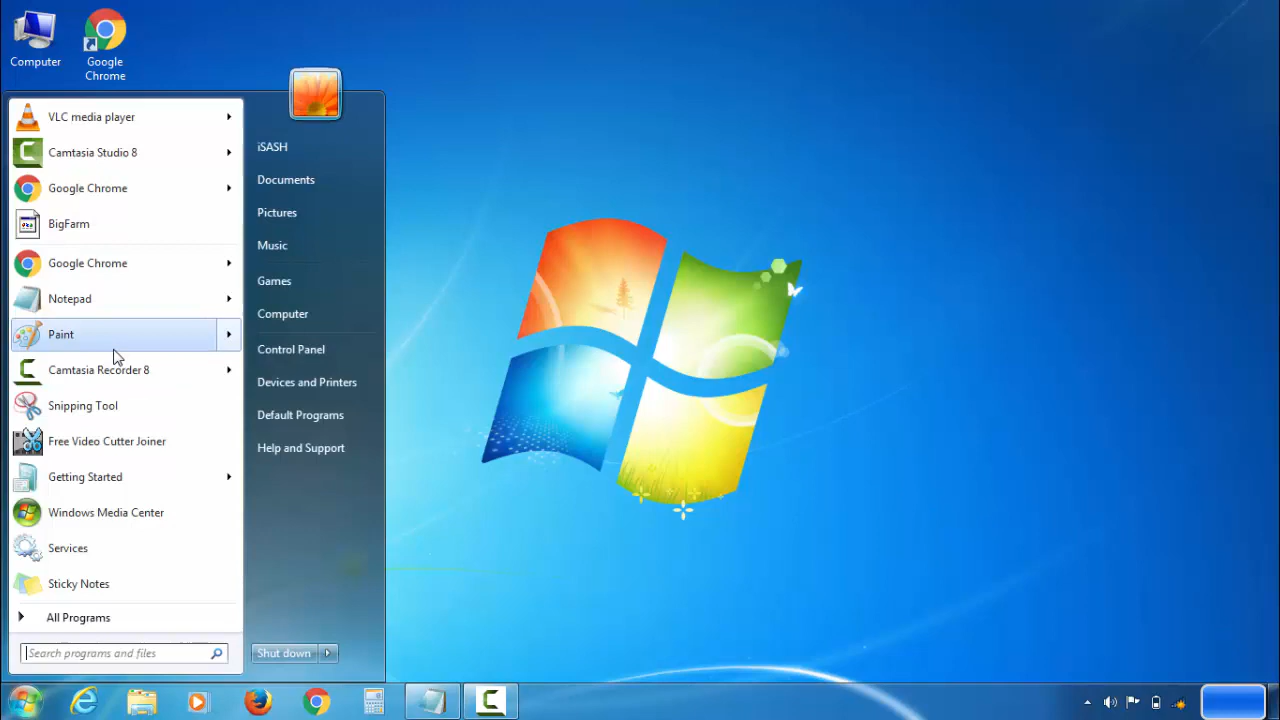 Computer
Google
Chrome
VLC media player
Camtasia Studio 8
Google Chrome
BigFarm
Google Chrome
Notepad
Paint
Camtasia Recorder 8
Snipping Tool
Free Video Cutter Joiner
Getting Started
Windows Media Center
Services
Sticky Notes
All Programs
Search programs and files
iSASH
Documents
Pictures
Music
Games
Computer
Control Panel
Devices and Printers
Default Programs
Help and Support
Shut down